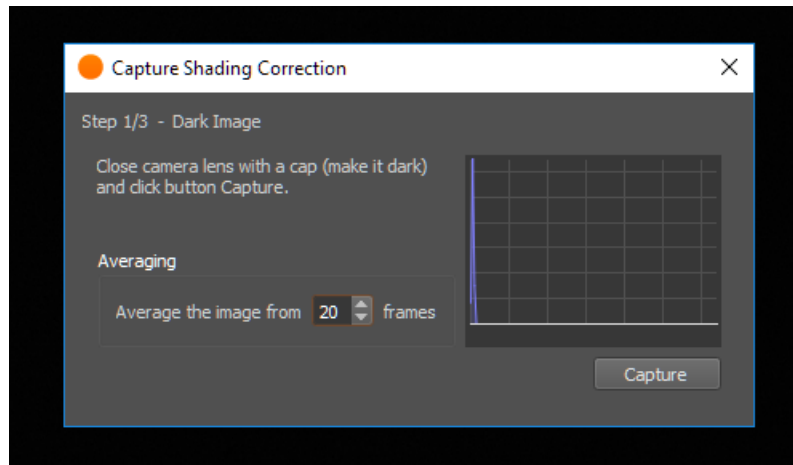 Capture Shading Correction
Step 1/3 - Dark Image
Close camera lens with a cap (make it dark)
and click button Capture.
Averaging
Average the image from 20 frames
Capture